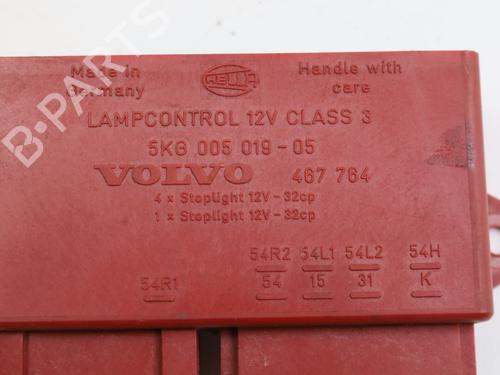 Made in
Germany
HELLA
Handle with
care
LAMPCONTROL 12V CLASS 3
5KG 005 019-05
VOLVO 467 764
4 x Stoplight 12V-32cp
1 x Stoplight 12V-32cp
54R2 54L1 54L2 54H
54R1 54 15 31 K
B-PARTS